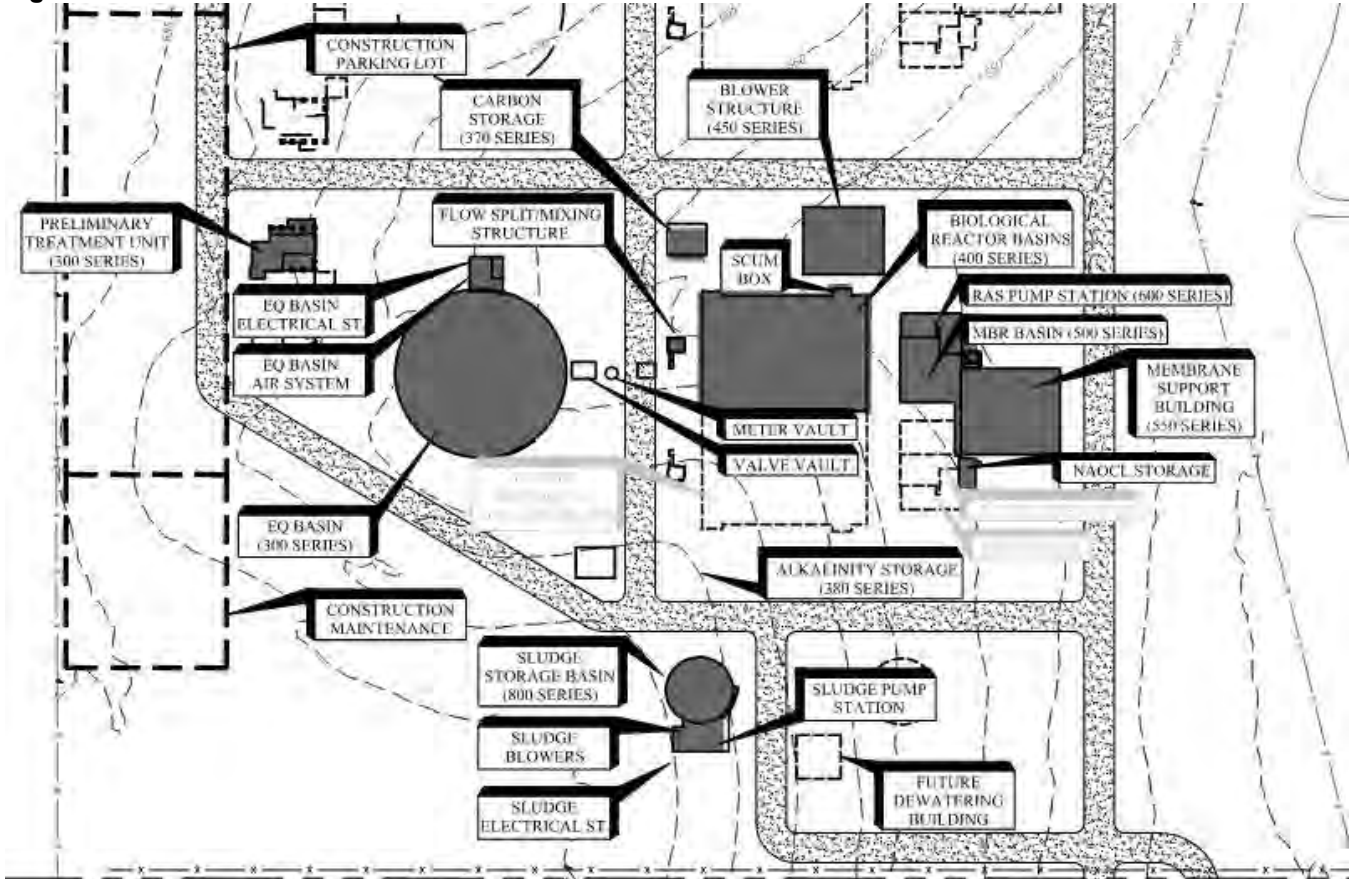 CONSTRUCTION
PARKING LOT
CARBON
STORAGE
(370 SERIES)
BLOWER
STRUCTURE
(450 SERIES)
PRELIMINARY
TREATMENT UNIT
(300 SERIES)
FLOW SPLIT/MIXING
STRUCTURE
SCUM
BOX
BIOLOGICAL
REACTOR BASINS
(400 SERIES)
EQ BASIN
ELECTRICAL ST.
RAS PUMP STATION (600 SERIES)
MBR BASIN (500 SERIES)
EQ BASIN
AIR SYSTEM
MEMBRANE
SUPPORT
BUILDING
(550 SERIES)
METER VAULT
VALVE VAULT
NAOCL STORAGE
EQ BASIN
(300 SERIES)
ALKALINITY STORAGE
(380 SERIES)
CONSTRUCTION
MAINTENANCE
SLUDGE
STORAGE BASIN
(800 SERIES)
SLUDGE PUMP
STATION
SLUDGE
BLOWERS
SLUDGE
ELECTRICAL ST.
FUTURE
DEWATERING
BUILDING